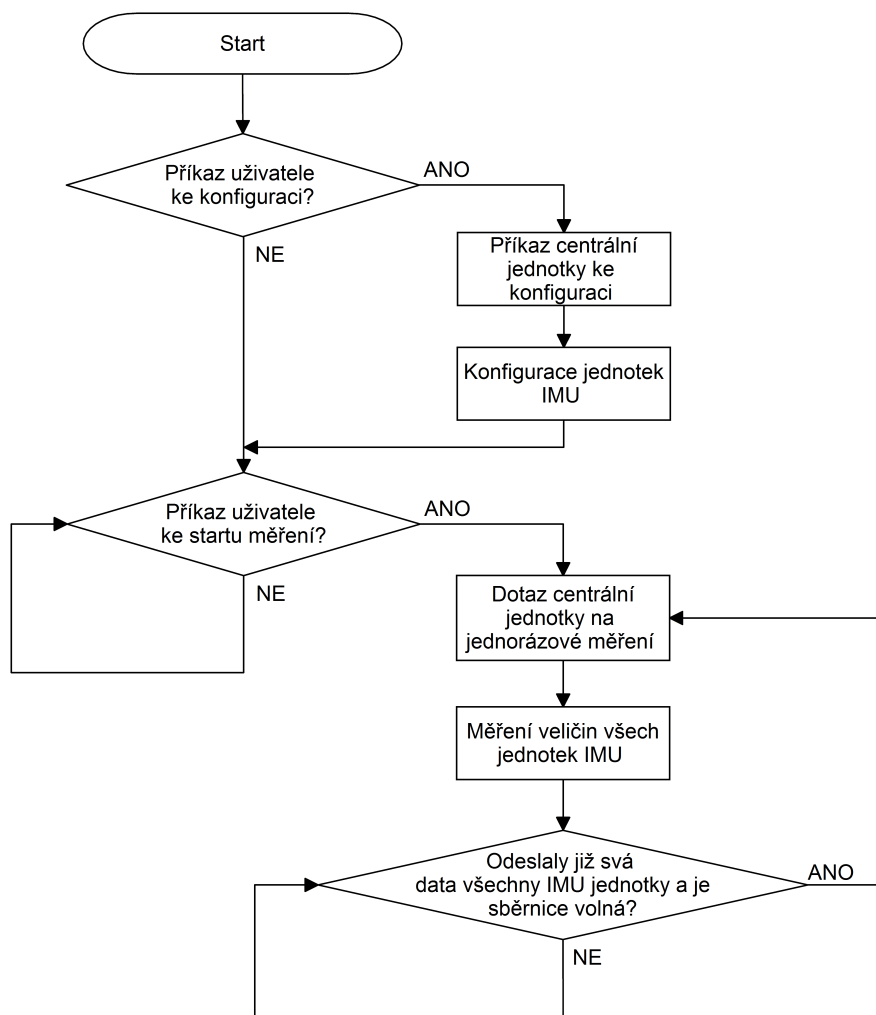 Start
Příkaz uživatele
ke konfiguraci?
ANO
NE
Příkaz centrální
jednotky ke
konfiguraci
Konfigurace jednotek
IMU
Příkaz uživatele
ke startu měření?
ANO
NE
Dotaz centrální
jednotky na
jednorázové měření
Měření veličin všech
jednotek IMU
Odeslaly již svá
data všechny IMU jednotky a je
sběrnice volná?
ANO
NE